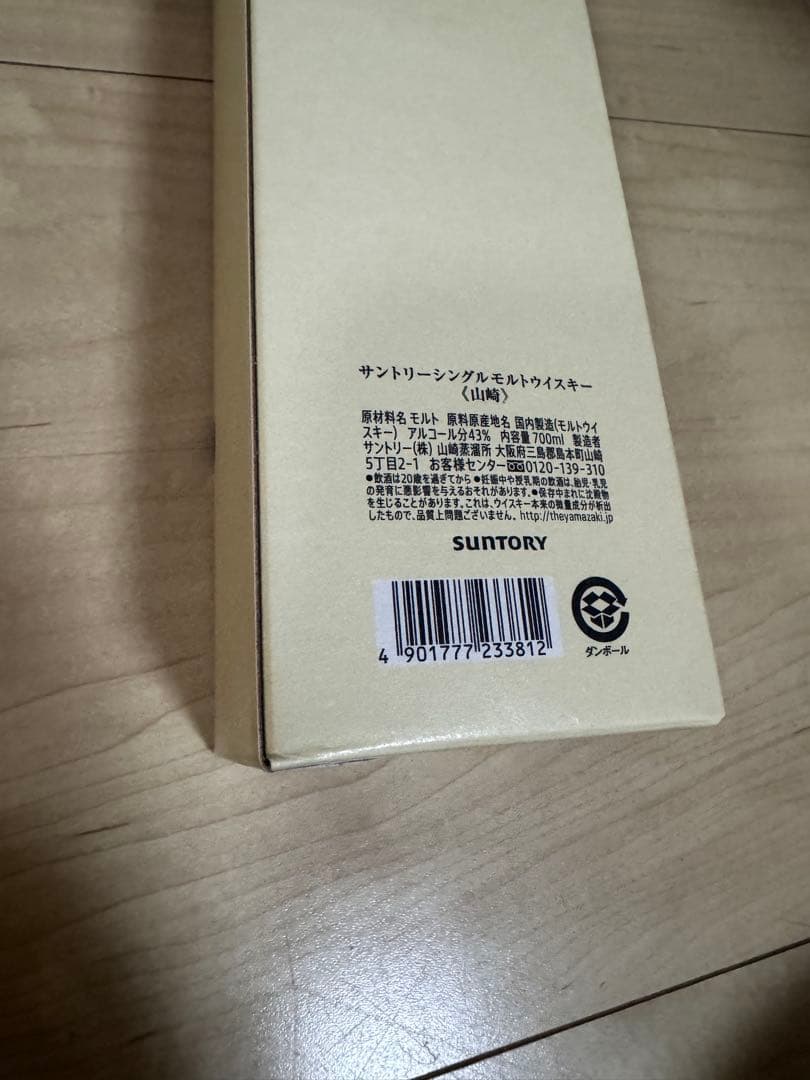 サントリーシングルモルトウイスキー
《山崎》
原材料名 モルト 原料原産地名 国内製造(モルトウイ
スキー) アルコール分43% 内容量700ml 製造者
サントリー(株) 山崎蒸溜所 大阪府三島郡島本町山崎
5丁目2-1 お客様センター 0120-139-310
●飲酒は20歳を過ぎてから ●妊娠中や授乳期の飲酒は、胎児・乳児
の発育に悪影響を与えるおそれがあります。●保存中まれに沈殿物
を生じることがあります。これは、ウイスキー本来の微量成分が析出
したもので、品質上問題ございません。http://theyamazaki.jp
SUNTORY
4 901777 233812
ダンボール